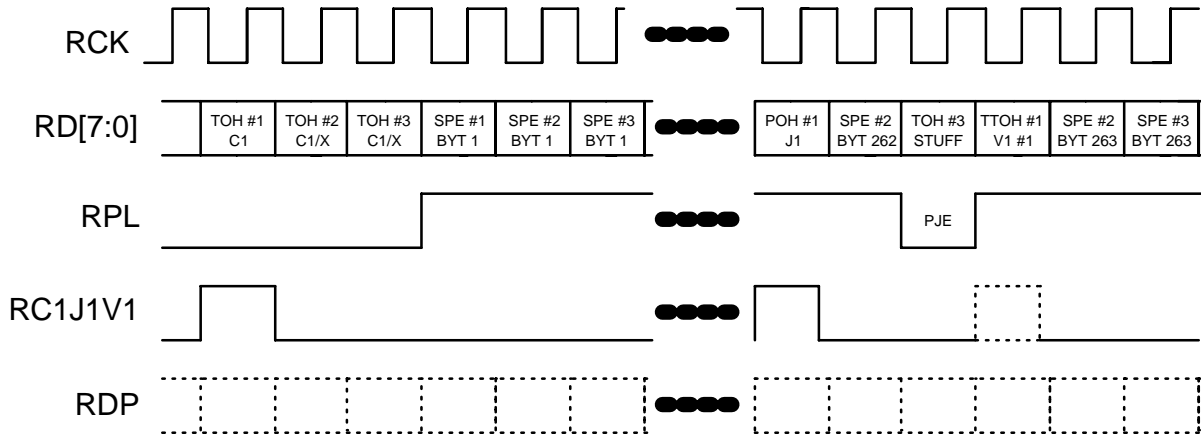 RCK
RD[7:0]
TOH #1
C1
TOH #2
C1/X
TOH #3
C1/X
SPE #1
BYT 1
SPE #2
BYT 1
SPE #3
BYT 1
POH #1
J1
SPE #2
BYT 262
TOH #3
STUFF
TTOH #1
V1 #1
SPE #2
BYT 263
SPE #3
BYT 263
RPL
PJE
RC1J1V1
RDP